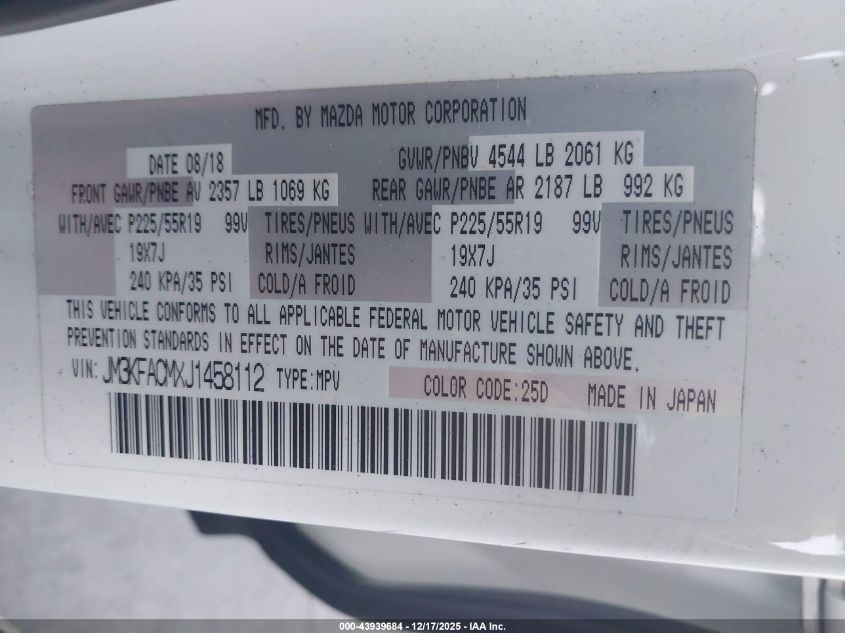 MFD. BY MAZDA MOTOR CORPORATION
DATE 08/18 GVWR/PNBV 4544 LB 2061 KG
FRONT GAWR/PNBE AV 2357 LB 1069 KG REAR GAWR/PNBE AR 2187 LB 992 KG
WITH/AVEC P225/55R19 99V TIRES/PNEUS WITH/AVEC P225/55R19 99V TIRES/PNEUS
19X7J RIMS/JANTES 19X7J RIMS/JANTES
240 KPA/35 PSI COLD/A FROID 240 KPA/35 PSI COLD/A FROID
THIS VEHICLE CONFORMS TO ALL APPLICABLE FEDERAL MOTOR VEHICLE SAFETY AND THEFT
PREVENTION STANDARDS IN EFFECT ON THE DATE OF MANUFACTURE SHOWN ABOVE.
VIN: JM3KFACMXJ1458112 TYPE:MPV COLOR CODE:25D MADE IN JAPAN
000-43939684 - 12/17/2025 - IAA Inc.